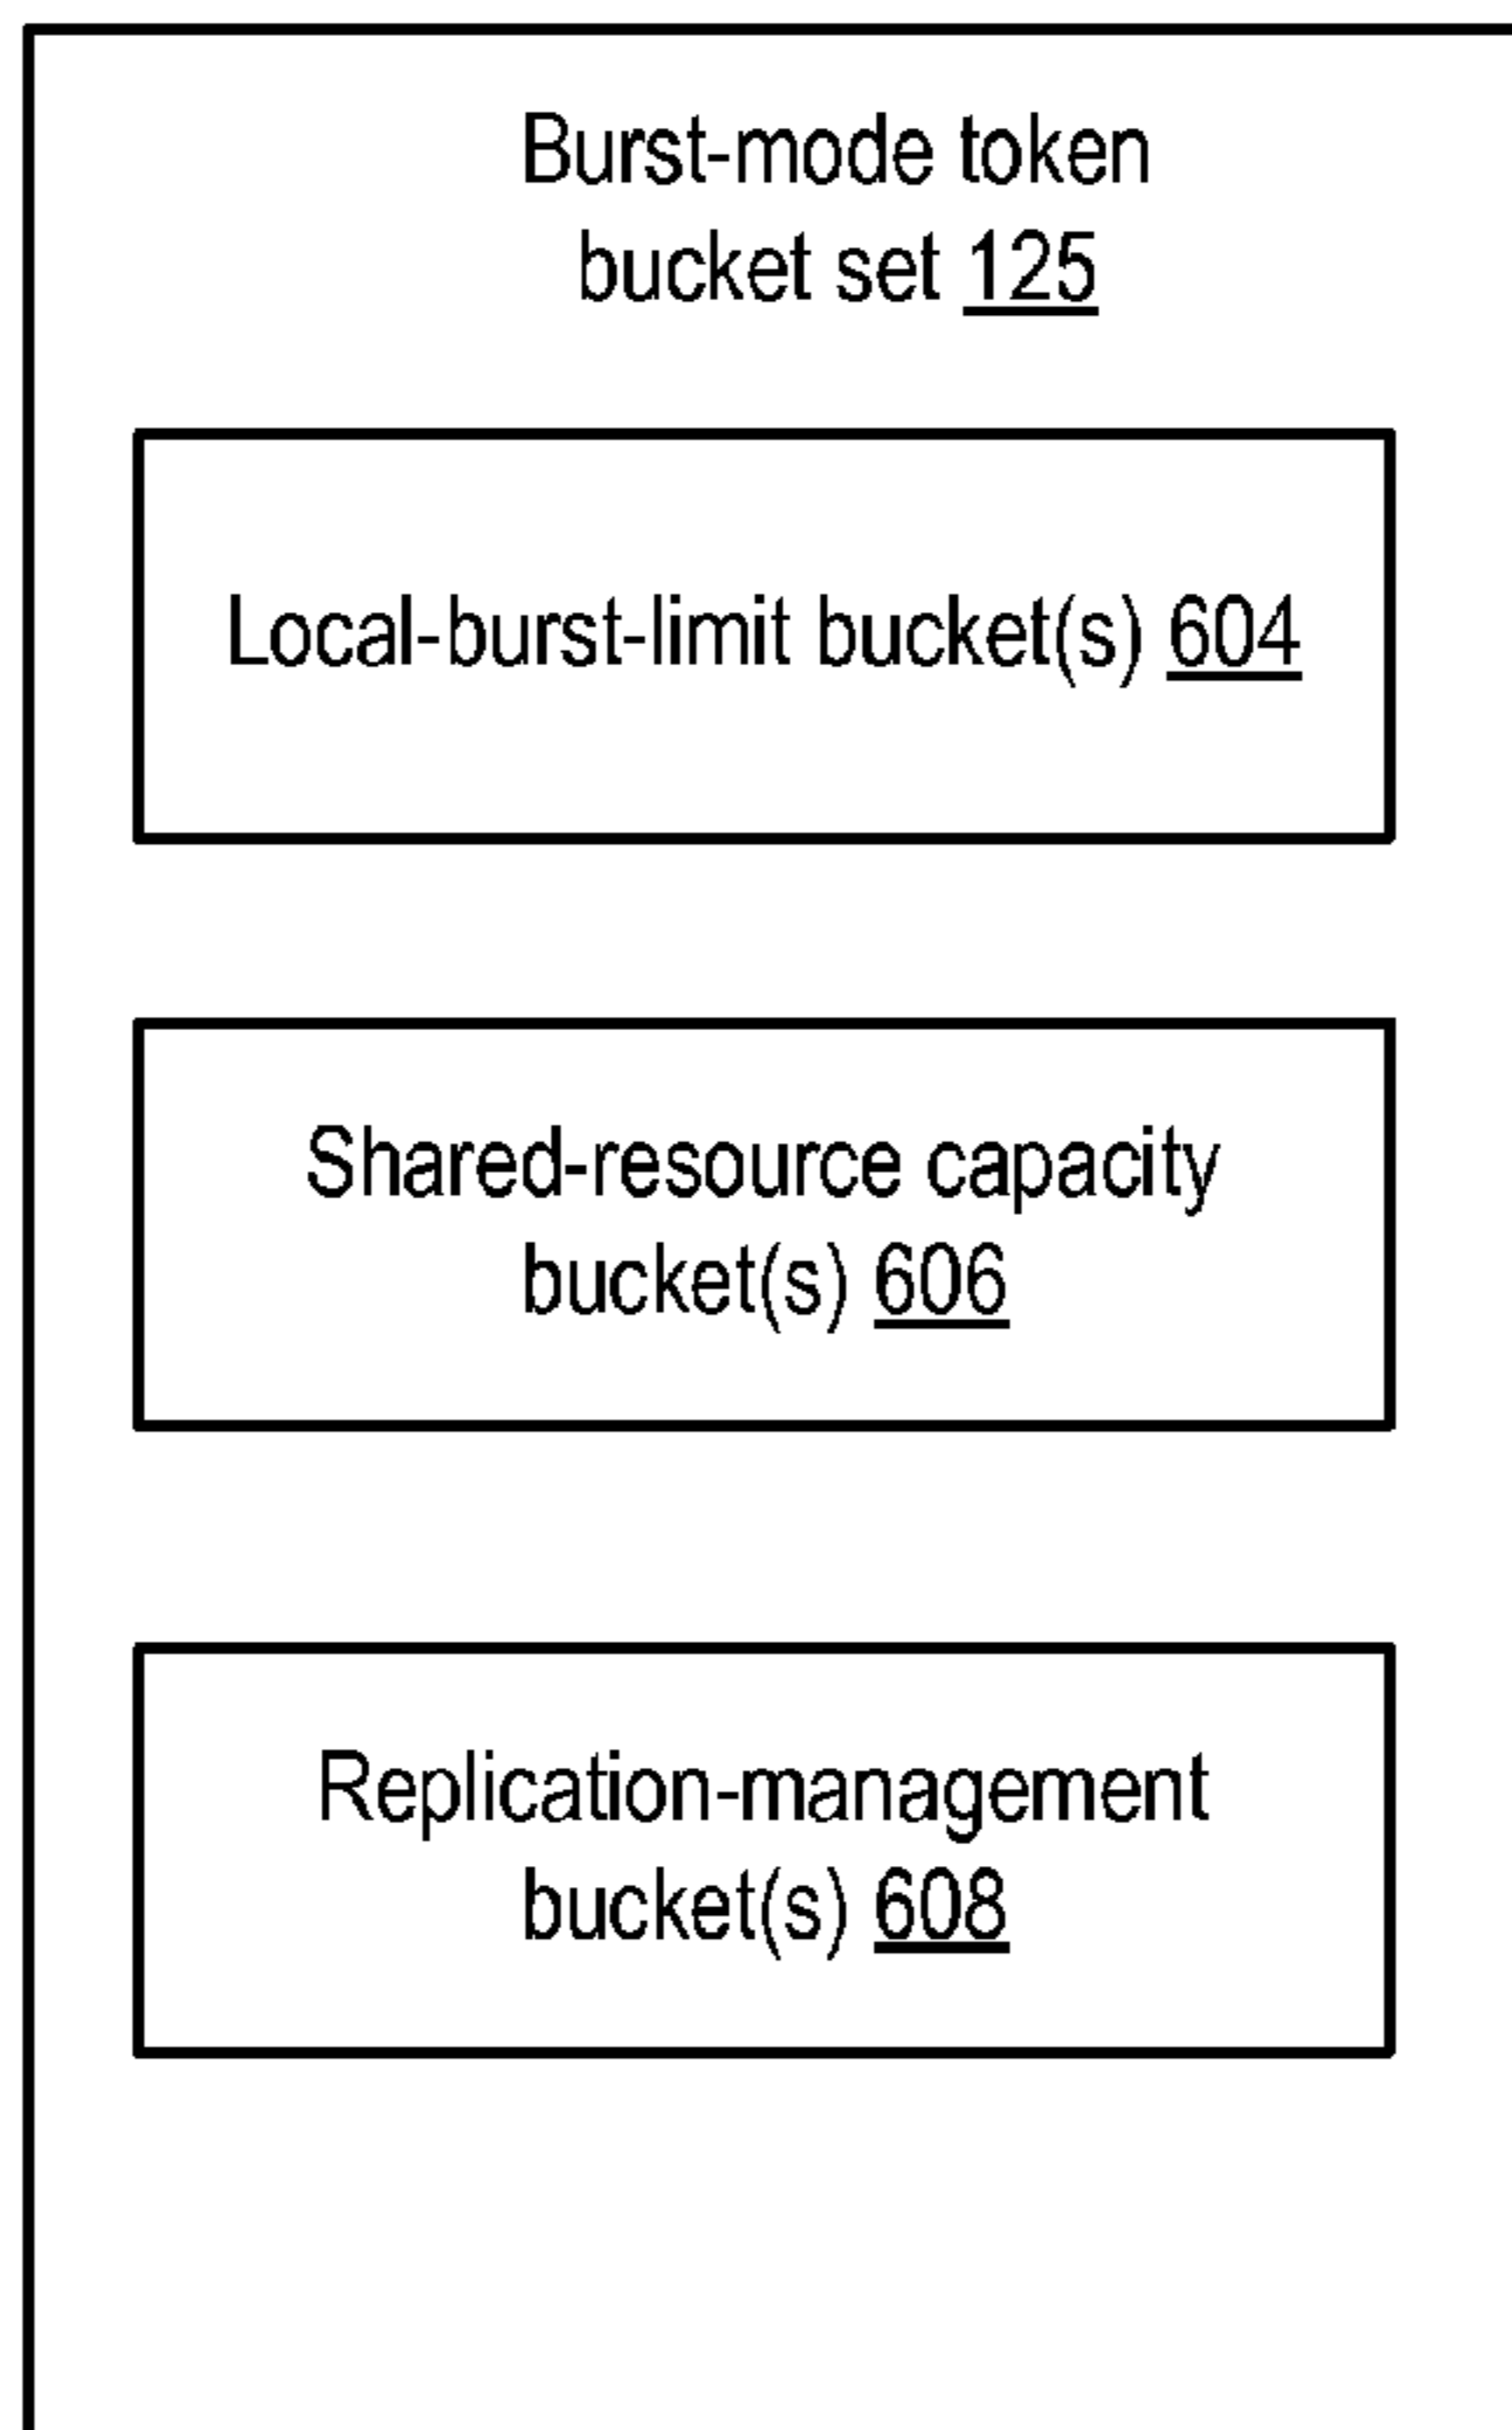 Burst-mode token
bucket set 125
Local-burst-limit bucket(s) 604
Shared-resource capacity
bucket(s) 606
Replication-management
bucket(s) 608